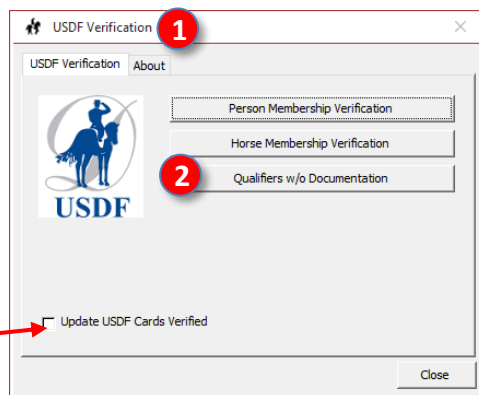 USDF Verification
1
USDF Verification About
Person Membership Verification
Horse Membership Verification
2
Qualifiers w/o Documentation
USDF
Update USDF Cards Verified
Close